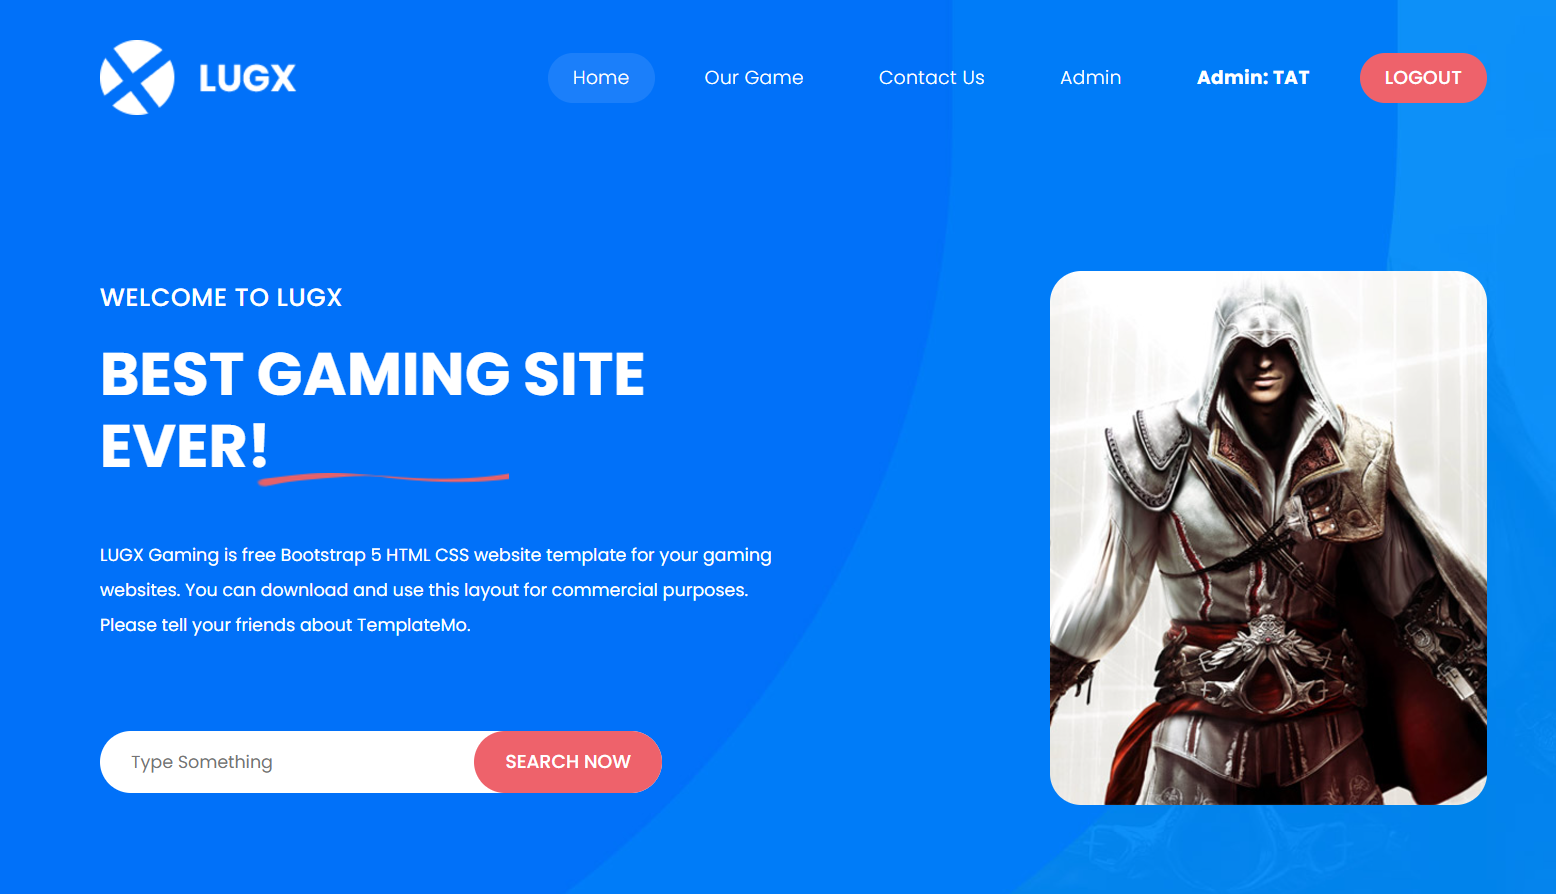 LUGX
Home
Our Game
Contact Us
Admin
Admin: TAT
LOGOUT
WELCOME TO LUGX
BEST GAMING SITE
EVER!
LUGX Gaming is free Bootstrap 5 HTML CSS website template for your gaming
websites. You can download and use this layout for commercial purposes.
Please tell your friends about TemplateMo.
Type Something
SEARCH NOW